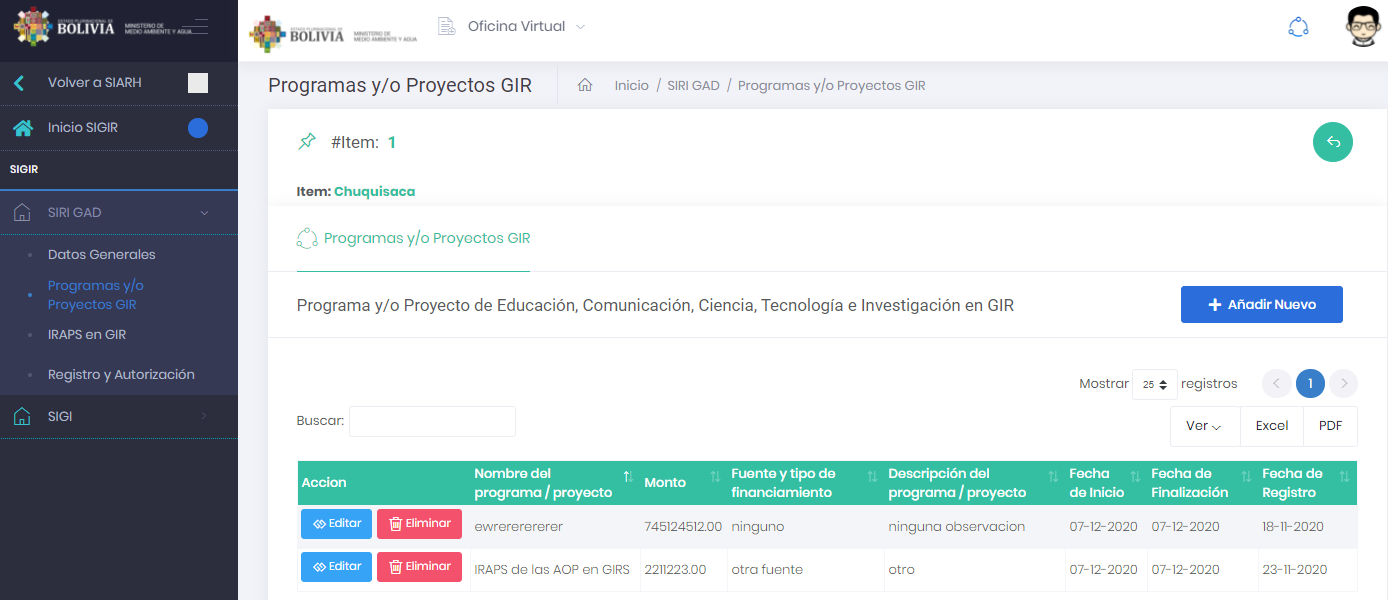 ESTADO PLURINACIONAL DE
BOLIVIA
MINISTERIO DE
MEDIO AMBIENTE Y AGUA
ESTADO PLURINACIONAL DE
BOLIVIA
MINISTERIO DE
MEDIO AMBIENTE Y AGUA
Oficina Virtual
Volver a SIARH
Inicio SIGIR
SIGIR
SIRI GAD
Datos Generales
Programas y/o
Proyectos GIR
IRAPS en GIR
Registro y Autorización
SIGI
Programas y/o Proyectos GIR
Inicio / SIRI GAD / Programas y/o Proyectos GIR
#Item: 1
Item: Chuquisaca
Programas y/o Proyectos GIR
Programa y/o Proyecto de Educación, Comunicación, Ciencia, Tecnología e Investigación en GIR
Añadir Nuevo
Mostrar 25 registros
1
Buscar:
Ver Excel PDF
Accion Nombre del programa / proyecto Monto Fuente y tipo de financiamiento Descripción del programa / proyecto Fecha de Inicio Fecha de Finalización Fecha de Registro
Editar Eliminar ewrerererer 745124512.00 ninguno ninguna observacion 07-12-2020 07-12-2020 18-11-2020
Editar Eliminar IRAPS de las AOP en GIRS 2211223.00 otra fuente otro 07-12-2020 07-12-2020 23-11-2020